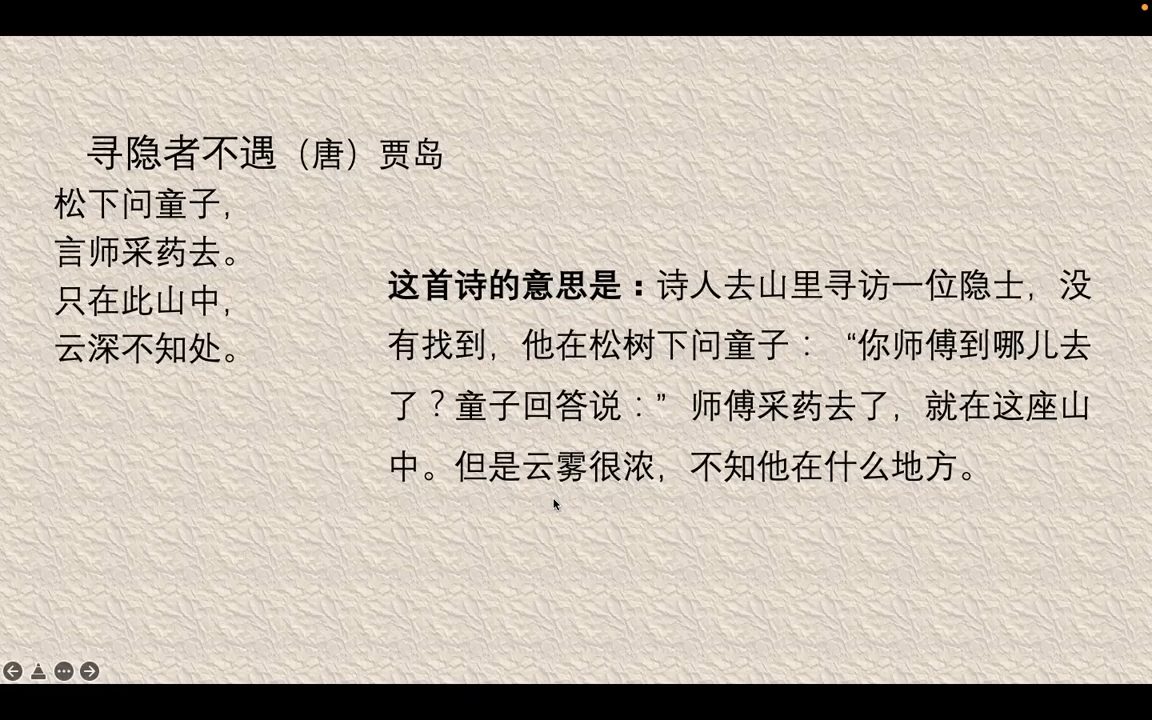 寻隐者不遇（唐）贾岛
松下问童子，
言师采药去。
只在此山中，
云深不知处。
这首诗的意思是：诗人去山里寻访一位隐士，没
有找到，他在松树下问童子： “你师傅到哪儿去
了？童子回答说：” 师傅采药去了，就在这座山
中。但是云雾很浓，不知他在什么地方。